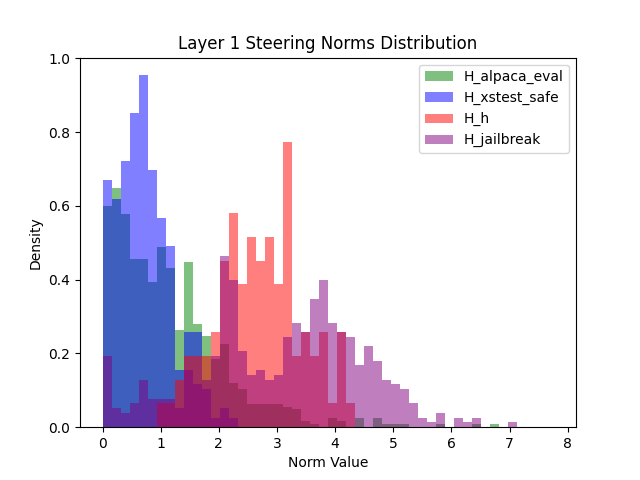 Layer 1 Steering Norms Distribution
H_alpaca_eval
H_xstest_safe
H_h
H_jailbreak
1.0
0.8
0.6
0.4
0.2
0.0
Density
0 1 2 3 4 5 6 7 8
Norm Value